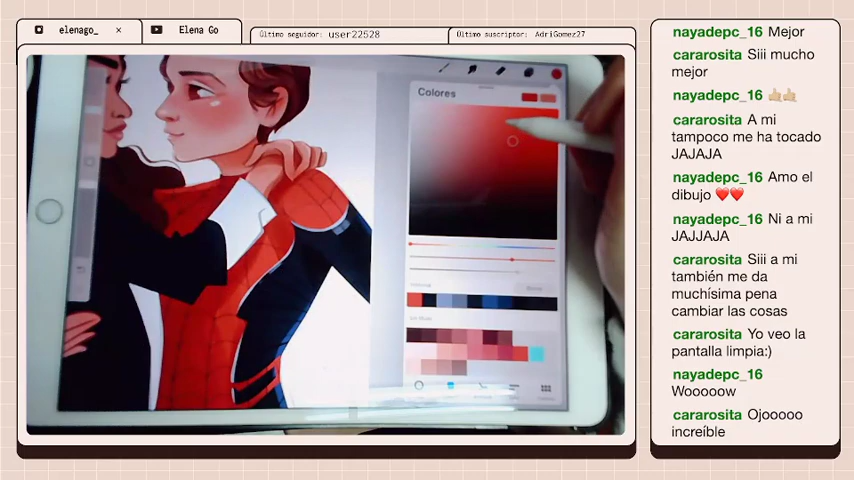 elenago_ ×
Elena Go
Último seguidor: user22528
Último suscriptor: AdriGomez27
Colores
nayadepc_16 Mejor
cararosita Siii mucho
mejor
nayadepc_16 🤙🏼🤙🏼
cararosita A mi
tampoco me ha tocado
JAJAJA
nayadepc_16 Amo el
dibujo ❤️❤️
nayadepc_16 Ni a mi
JAJJAJA
cararosita Siii a mi
también me da
muchísima pena
cambiar las cosas
cararosita Yo veo la
pantalla limpia:)
nayadepc_16
Wooooow
cararosita Ojooooo
increíble